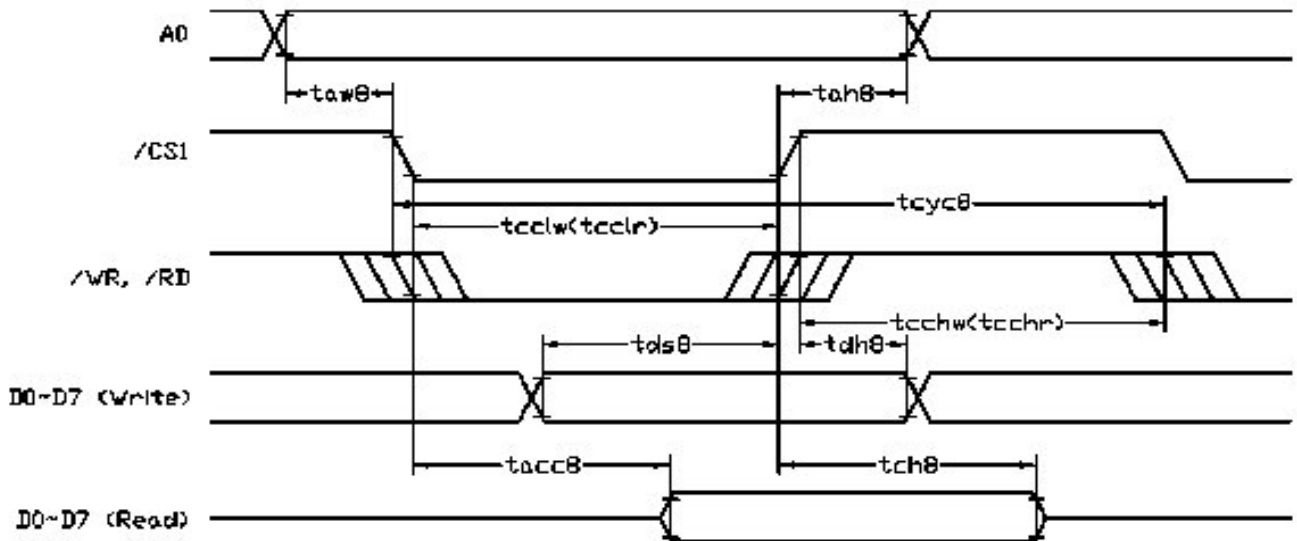 A0
taw8
tah8
/CS1
tcyc8
tcclw(tcclr)
/WR, /RD
tcchw(tcchr)
tds8
tdh8
D0~D7 (Write)
tacc8
tch8
D0~D7 (Read)